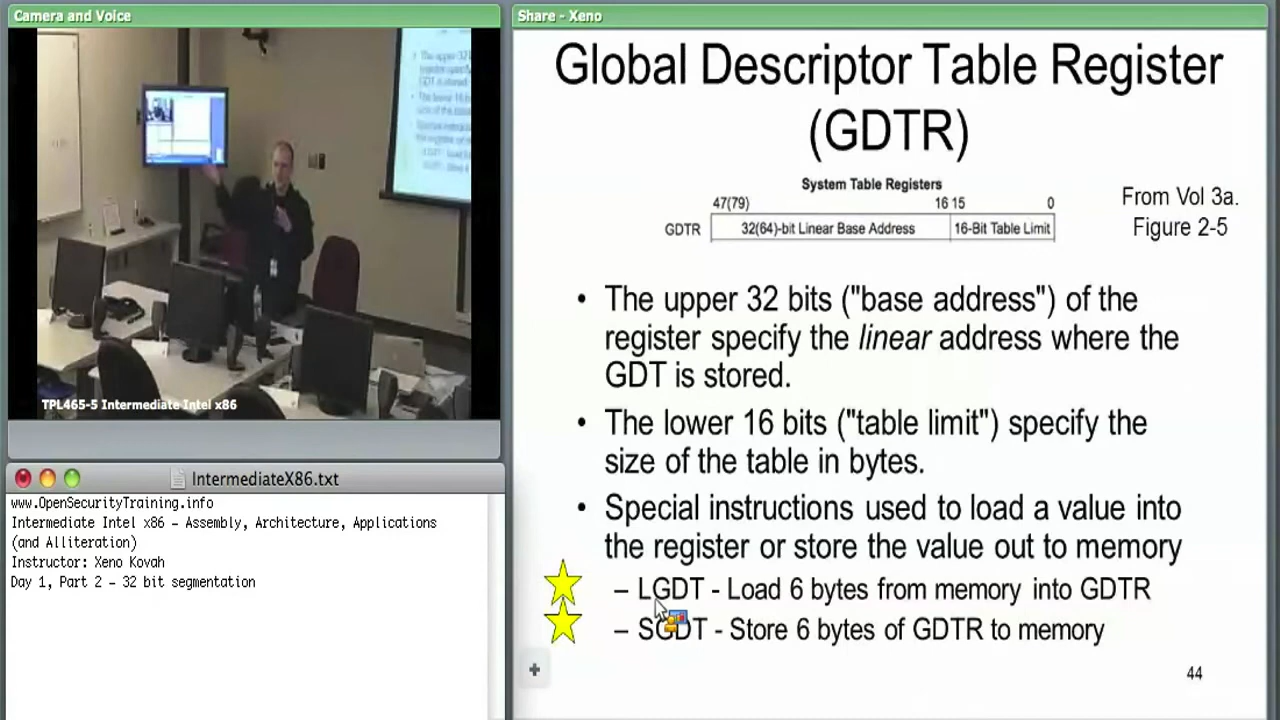 Camera and Voice
TPL465-5 Intermediate Intel x86
IntermediateX86.txt
www.OpenSecurityTraining.info
Intermediate Intel x86 – Assembly, Architecture, Applications
(and Alliteration)
Instructor: Xeno Kovah
Day 1, Part 2 – 32 bit segmentation
Share - Xeno
Global Descriptor Table Register
(GDTR)
System Table Registers
47(79) 16 15 0
GDTR 32(64)-bit Linear Base Address 16-Bit Table Limit
From Vol 3a.
Figure 2-5
• The upper 32 bits ("base address") of the
register specify the linear address where the
GDT is stored.
• The lower 16 bits ("table limit") specify the
size of the table in bytes.
• Special instructions used to load a value into
the register or store the value out to memory
– LGDT - Load 6 bytes from memory into GDTR
– SGDT - Store 6 bytes of GDTR to memory
44